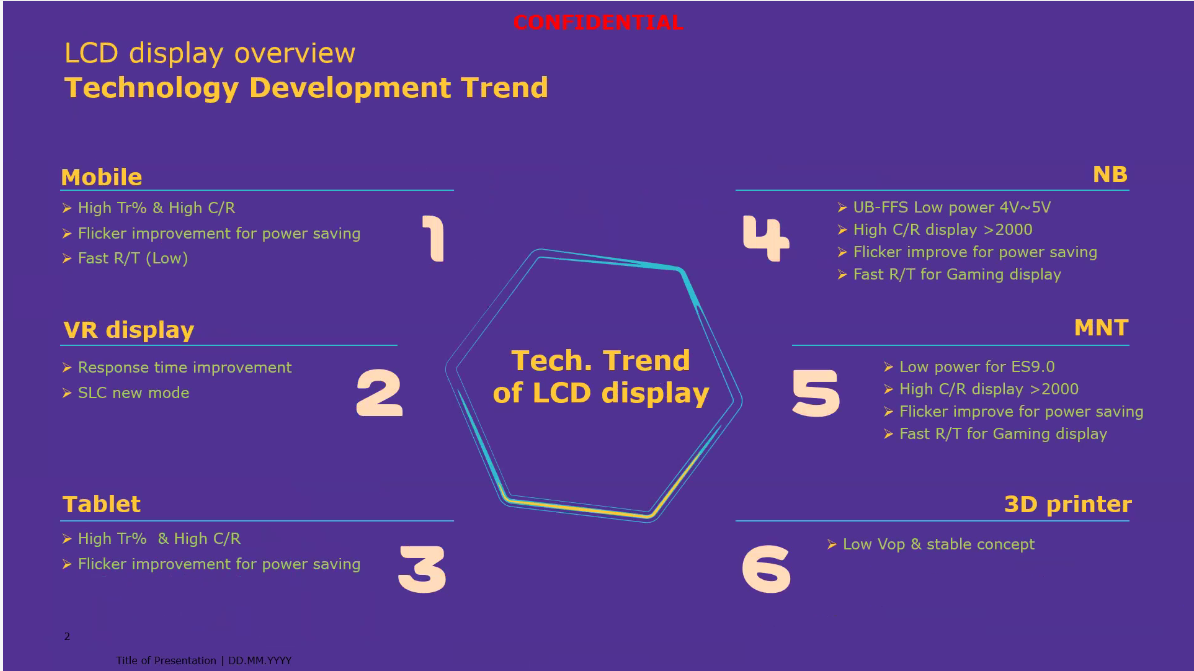 CONFIDENTIAL
LCD display overview
Technology Development Trend
Mobile
➢ High Tr% & High C/R
➢ Flicker improvement for power saving
➢ Fast R/T (Low)
1
VR display
➢ Response time improvement
➢ SLC new mode
2
Tablet
➢ High Tr%  & High C/R
➢ Flicker improvement for power saving
3
Tech. Trend
of LCD display
NB
➢ UB-FFS Low power 4V~5V
➢ High C/R display >2000
➢ Flicker improve for power saving
➢ Fast R/T for Gaming display
4
MNT
➢ Low power for ES9.0
➢ High C/R display >2000
➢ Flicker improve for power saving
➢ Fast R/T for Gaming display
5
3D printer
➢ Low Vop & stable concept
6
2
Title of Presentation | DD.MM.YYYY